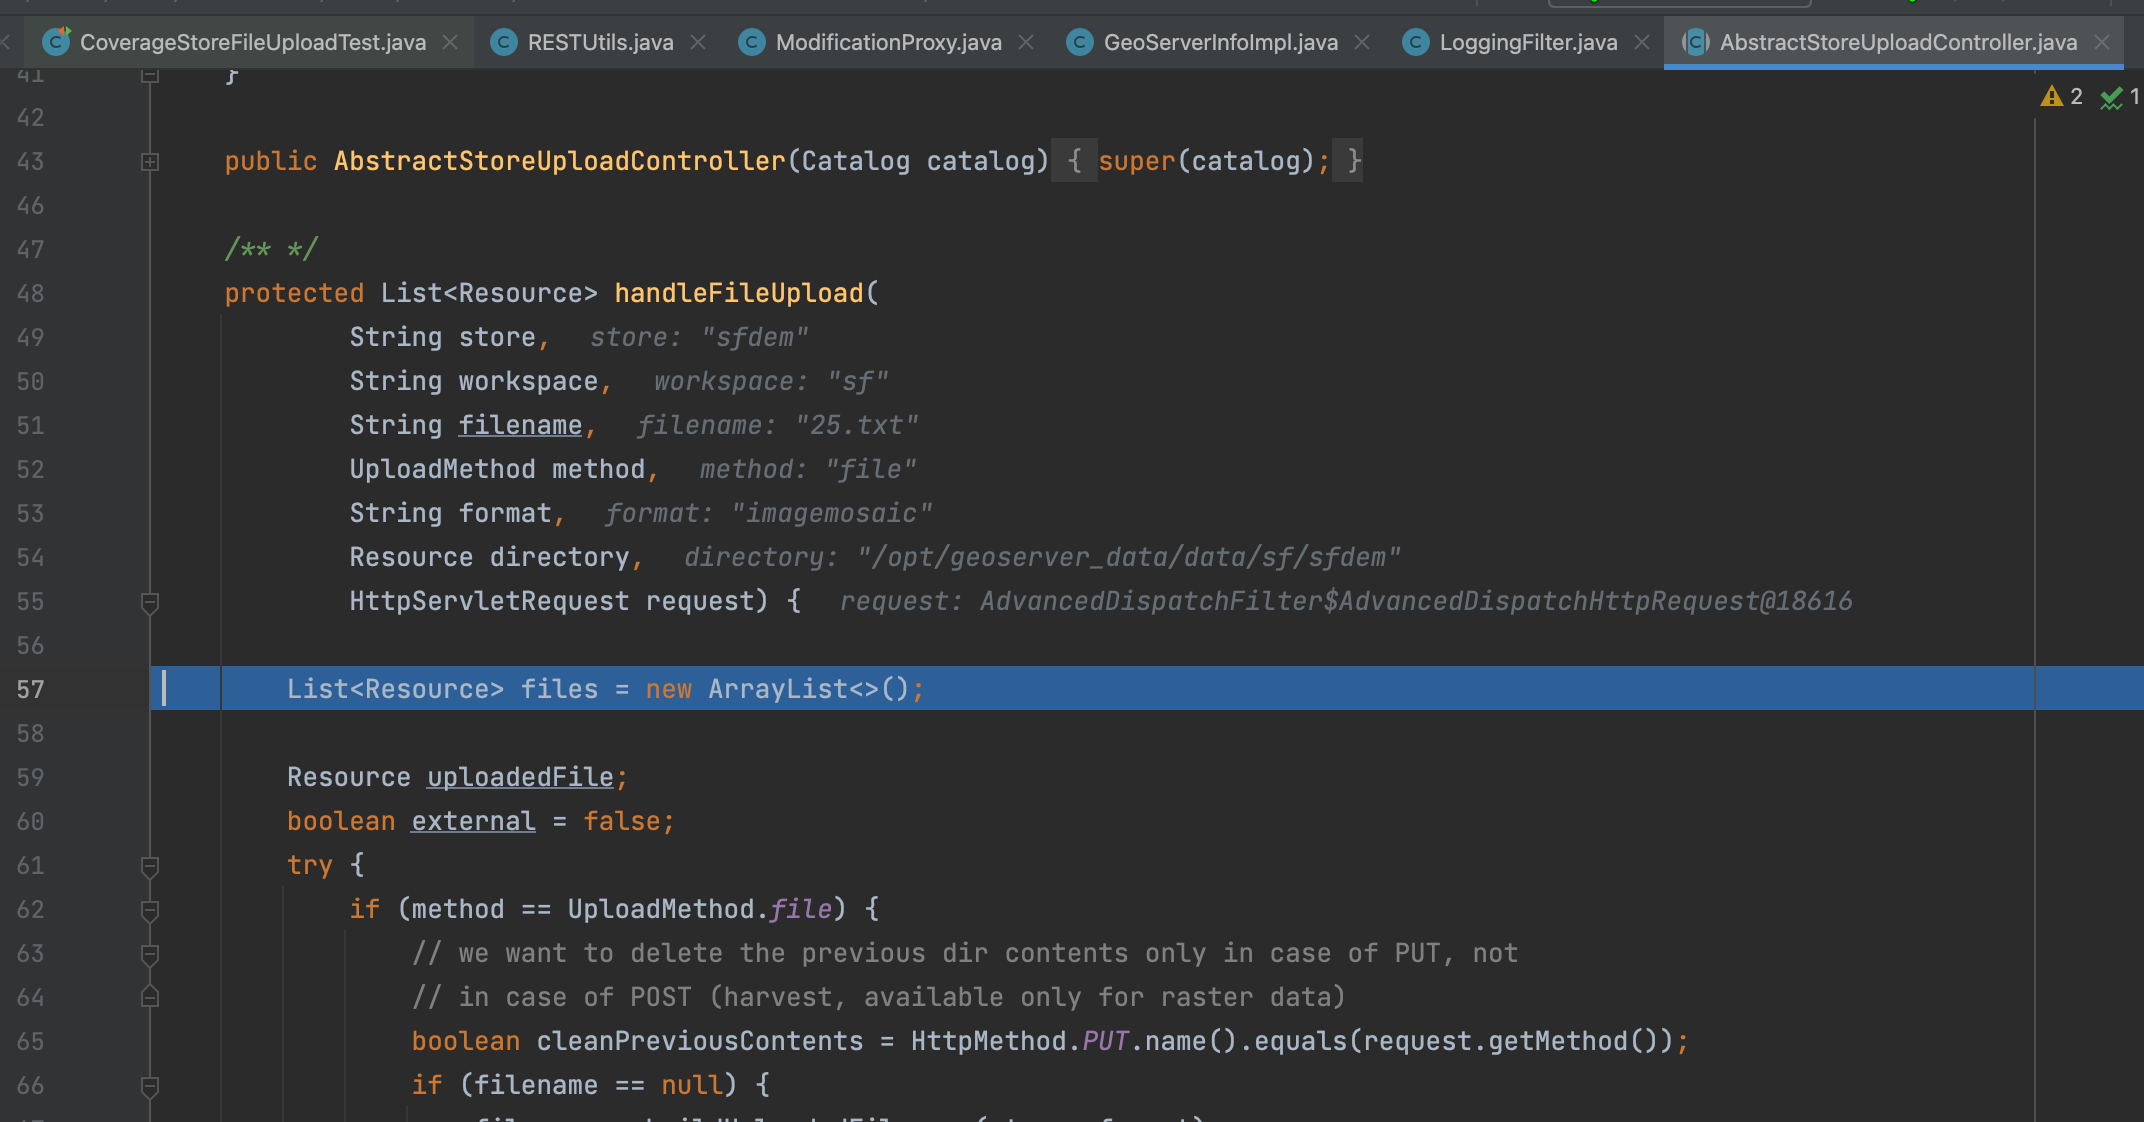 CoverageStoreFileUploadTest.java RESTUtils.java ModificationProxy.java GeoServerInfoImpl.java LoggingFilter.java AbstractStoreUploadController.java
41 }
2 1
42
43 public AbstractStoreUploadController(Catalog catalog) { super(catalog); }
46
47 /** */
48 protected List<Resource> handleFileUpload(
49 String store, store: "sfdem"
50 String workspace, workspace: "sf"
51 String filename, filename: "25.txt"
52 UploadMethod method, method: "file"
53 String format, format: "imagemosaic"
54 Resource directory, directory: "/opt/geoserver_data/data/sf/sfdem"
55 HttpServletRequest request) { request: AdvancedDispatchFilter$AdvancedDispatchHttpRequest@18616
56
57 List<Resource> files = new ArrayList<>();
58
59 Resource uploadedFile;
60 boolean external = false;
61 try {
62 if (method == UploadMethod.file) {
63 // we want to delete the previous dir contents only in case of PUT, not
64 // in case of POST (harvest, available only for raster data)
65 boolean cleanPreviousContents = HttpMethod.PUT.name().equals(request.getMethod());
66 if (filename == null) {